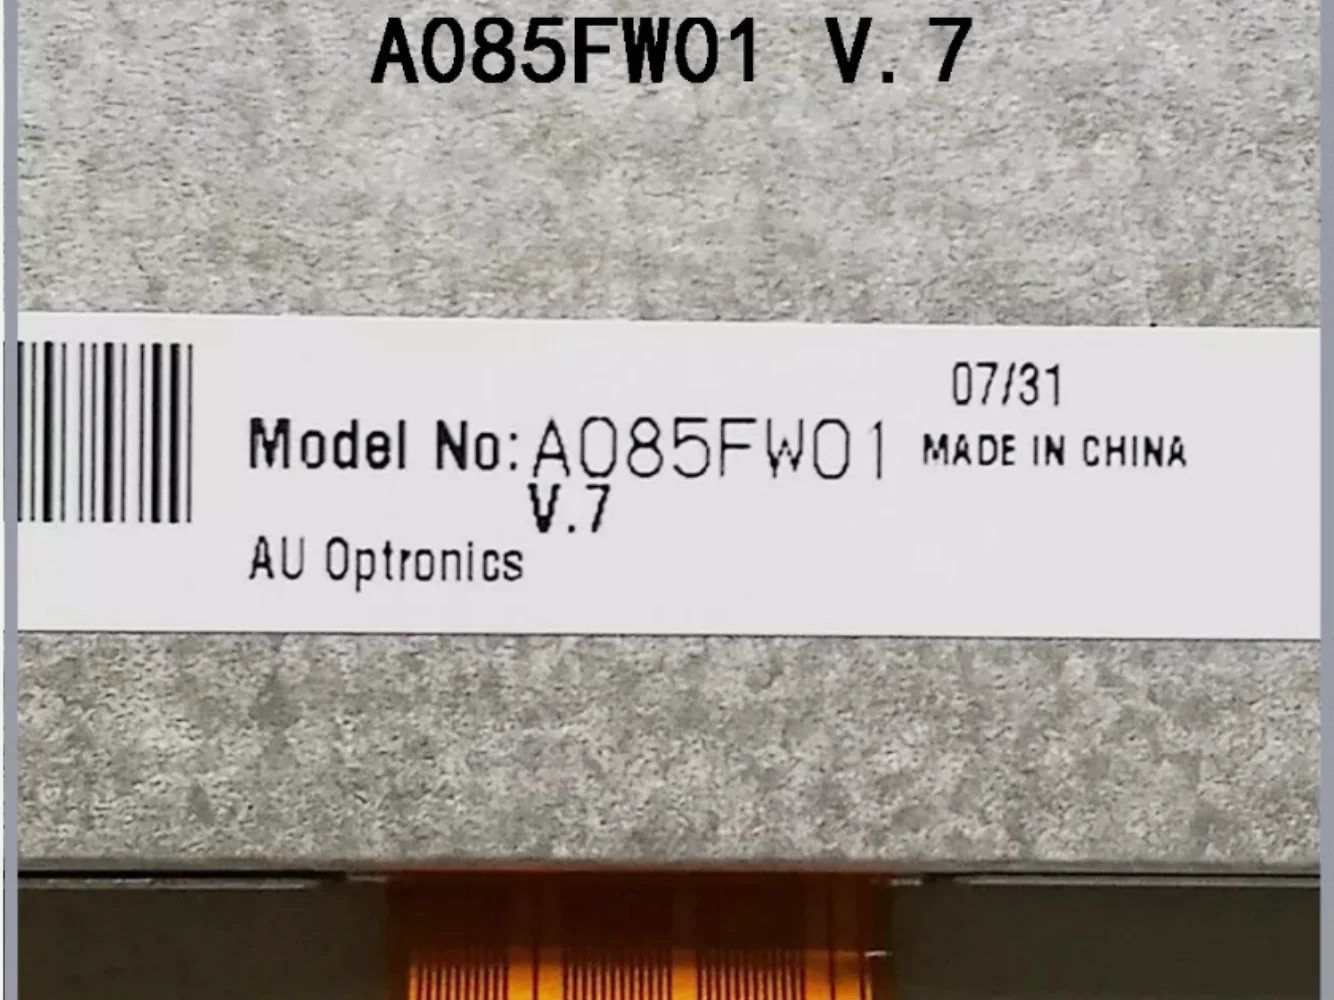 A085FW01 V.7
07/31
Model No:A085FW01 MADE IN CHINA
V.7
AU Optronics